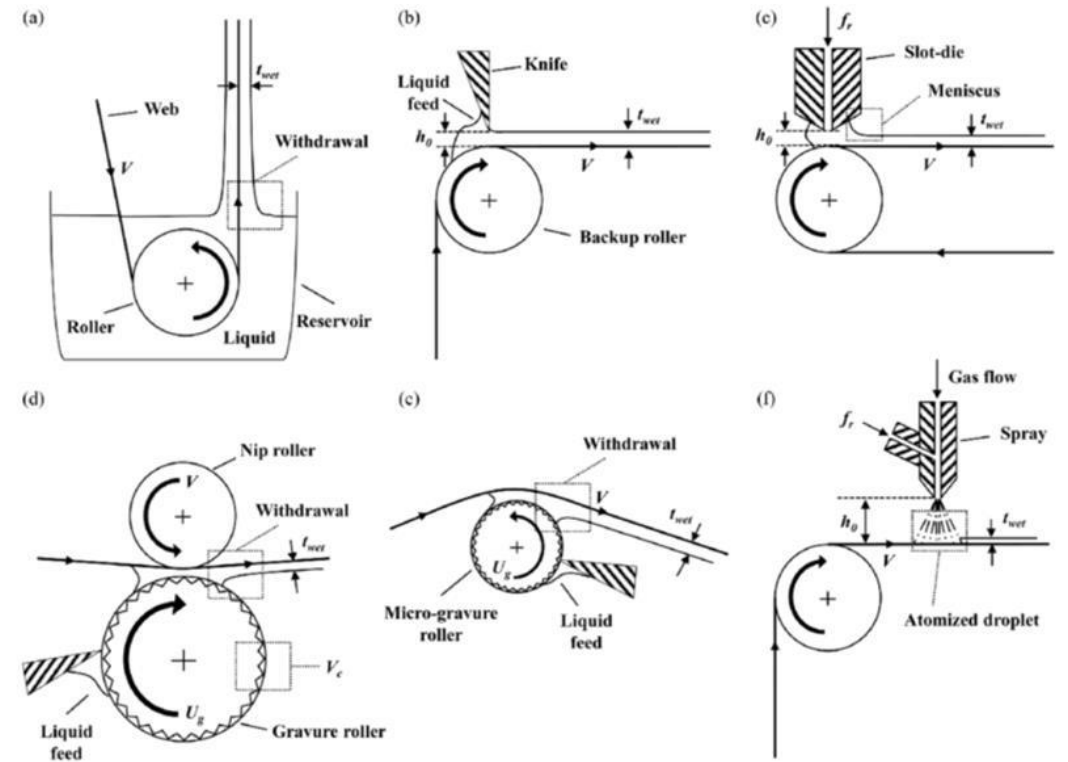 (a)
t_wet
Web
Withdrawal
V
Roller
Liquid
Reservoir
(b)
Knife
Liquid
feed
h_0
t_wet
V
Backup roller
(c)
f_r
Slot-die
Meniscus
h_0
t_wet
V
(d)
Nip roller
V
Withdrawal
t_wet
V_c
U_g
Liquid
feed
Gravure roller
(e)
Withdrawal
V
t_wet
U_g
Micro-gravure
roller
Liquid
feed
(f)
Gas flow
f_r
Spray
h_0
t_wet
V
Atomized droplet